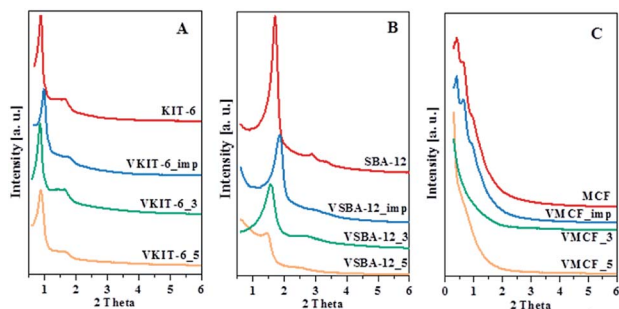 A
Intensity [a. u.]
KIT-6
VKIT-6_imp
VKIT-6_3
VKIT-6_5
1 2 3 4 5 6
2 Theta
B
Intensity [a. u.]
SBA-12
VSBA-12_imp
VSBA-12_3
VSBA-12_5
1 2 3 4 5 6
2 Theta
C
Intensity [a. u.]
MCF
VMCF_imp
VMCF_3
VMCF_5
0 1 2 3 4 5 6
2 Theta